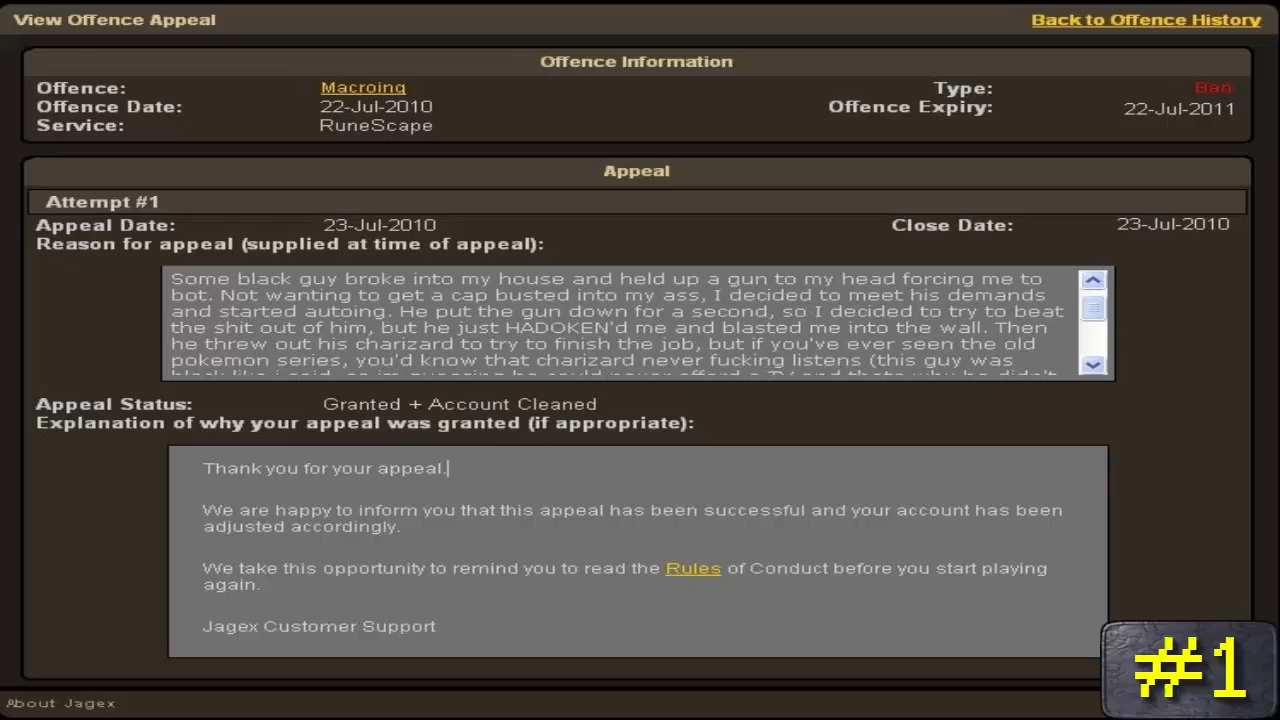 View Offence Appeal
Back to Offence History
Offence Information
Offence: Macroing Type: Ban
Offence Date: 22-Jul-2010 Offence Expiry: 22-Jul-2011
Service: RuneScape
Appeal
Attempt #1
Appeal Date: 23-Jul-2010 Close Date: 23-Jul-2010
Reason for appeal (supplied at time of appeal):
Some black guy broke into my house and held up a gun to my head forcing me to
bot. Not wanting to get a cap busted into my ass, I decided to meet his demands
and started autoing. He put the gun down for a second, so I decided to try to beat
the shit out of him, but he just HADOKEN'd me and blasted me into the wall. Then
he threw out his charizard to try to finish the job, but if you've ever seen the old
pokemon series, you'd know that charizard never fucking listens (this guy was
Appeal Status: Granted + Account Cleaned
Explanation of why your appeal was granted (if appropriate):
Thank you for your appeal.
We are happy to inform you that this appeal has been successful and your account has been
adjusted accordingly.
We take this opportunity to remind you to read the Rules of Conduct before you start playing
again.
Jagex Customer Support
#1
About Jagex